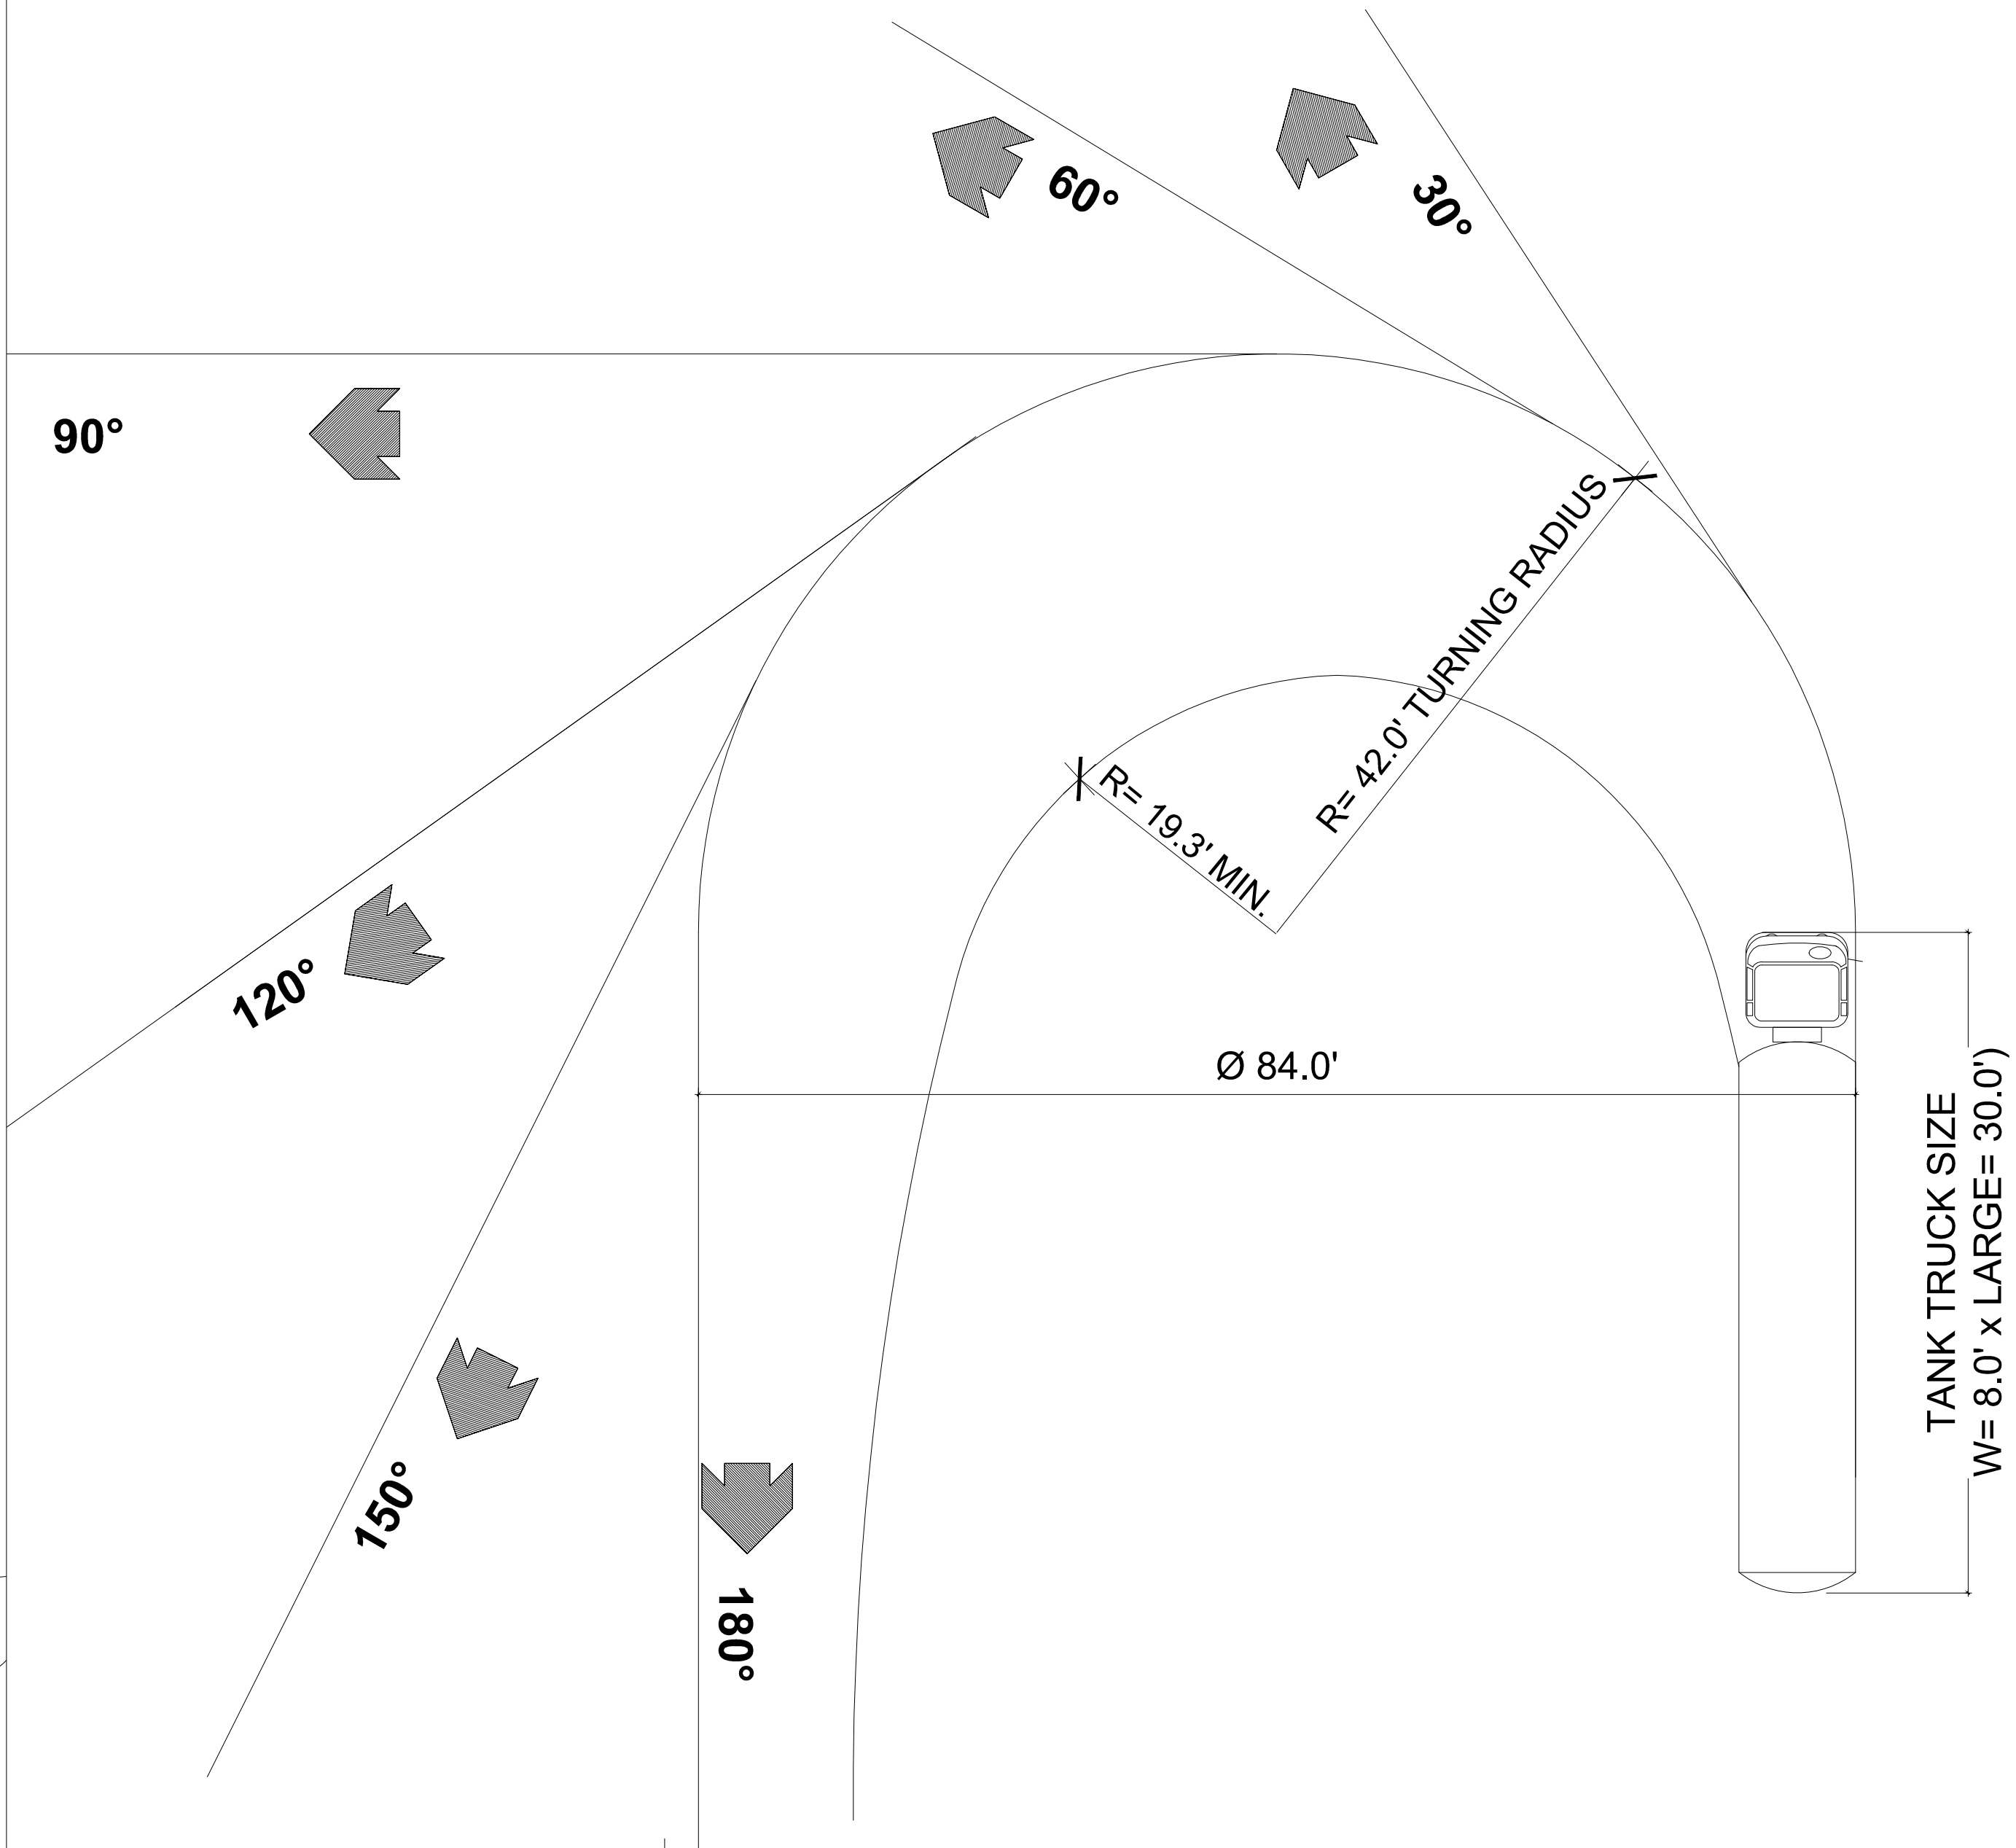 60°
30°
90°
R= 42.0' TURNING RADIUS
R= 19.3' MIN.
120°
Ø 84.0'
TANK TRUCK SIZE
W= 8.0' x LARGE= 30.0')
150°
180°